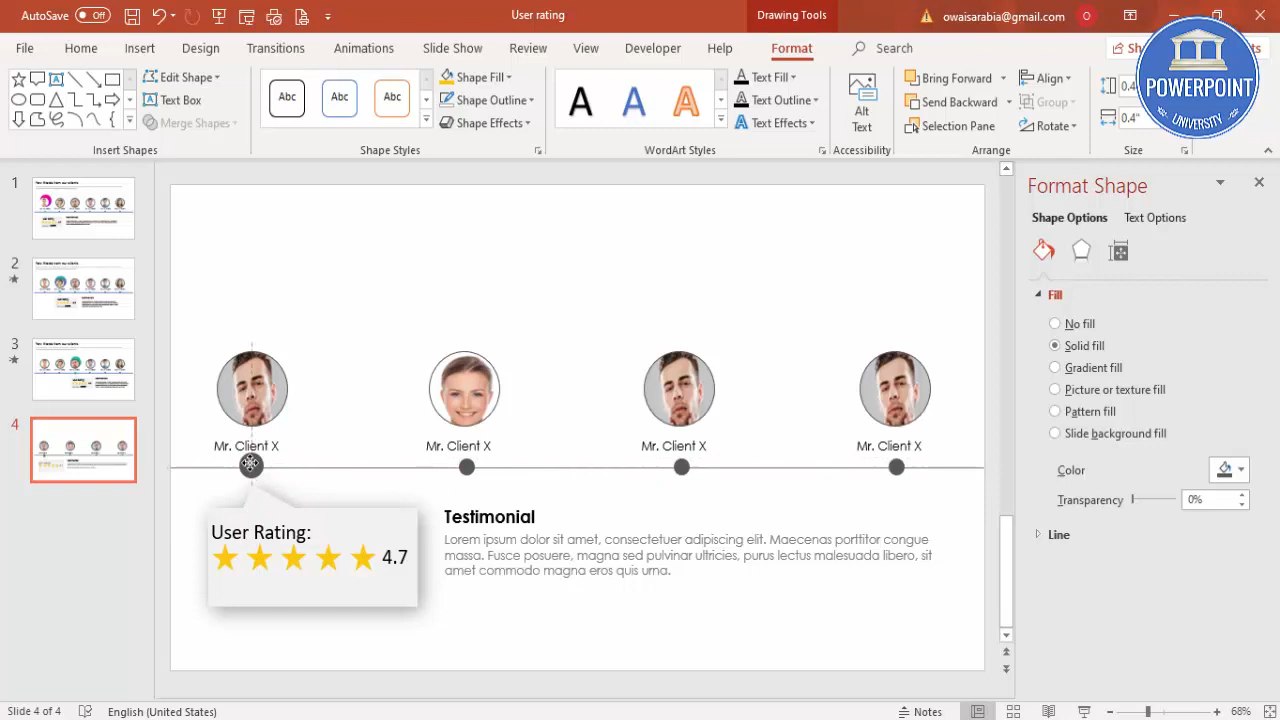 AutoSave Off
User rating
Drawing Tools
owaisarabia@gmail.com
O
File Home Insert Design Transitions Animations Slide Show Review View Developer Help Format Search
Edit Shape
Text Box
Merge Shapes
Insert Shapes
Abc Abc Abc
Shape Fill
Shape Outline
Shape Effects
Shape Styles
A A A
Text Fill
Text Outline
Text Effects
WordArt Styles
Alt
Text
Accessibility
Bring Forward
Send Backward
Selection Pane
Align
Group
Rotate
Arrange
0.4"
Size
POWERPOINT
UNIVERSITY
1
2
3
4
Mr. Client X Mr. Client X Mr. Client X Mr. Client X
User Rating:
4.7
Testimonial
Lorem ipsum dolor sit amet, consectetuer adipiscing elit. Maecenas porttitor congue
massa. Fusce posuere, magna sed pulvinar ultricies, purus lectus malesuada libero, sit
amet commodo magna eros quis urna.
Format Shape
Shape Options Text Options
Fill
No fill
Solid fill
Gradient fill
Picture or texture fill
Pattern fill
Slide background fill
Color
Transparency 0%
Line
Slide 4 of 4 English (United States) Notes 68%